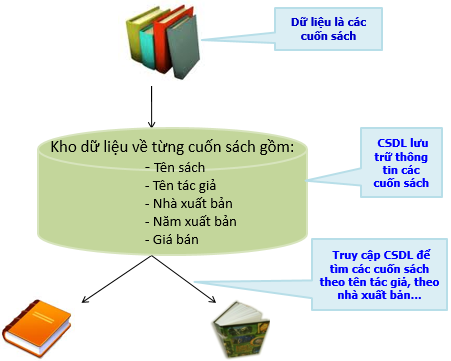 Dữ liệu là các
cuốn sách
Kho dữ liệu về từng cuốn sách gồm:
- Tên sách
- Tên tác giả
- Nhà xuất bản
- Năm xuất bản
- Giá bán
CSDL lưu
trữ thông
tin các
cuốn sách
Truy cập CSDL để
tìm các cuốn sách
theo tên tác giả, theo
nhà xuất bản...